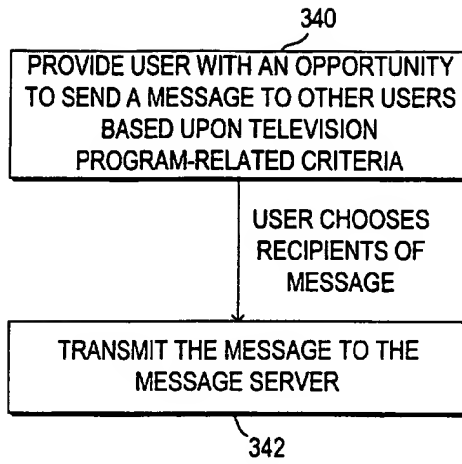 340
PROVIDE USER WITH AN OPPORTUNITY
TO SEND A MESSAGE TO OTHER USERS
BASED UPON TELEVISION
PROGRAM-RELATED CRITERIA
USER CHOOSES
RECIPIENTS OF
MESSAGE
TRANSMIT THE MESSAGE TO THE
MESSAGE SERVER
342